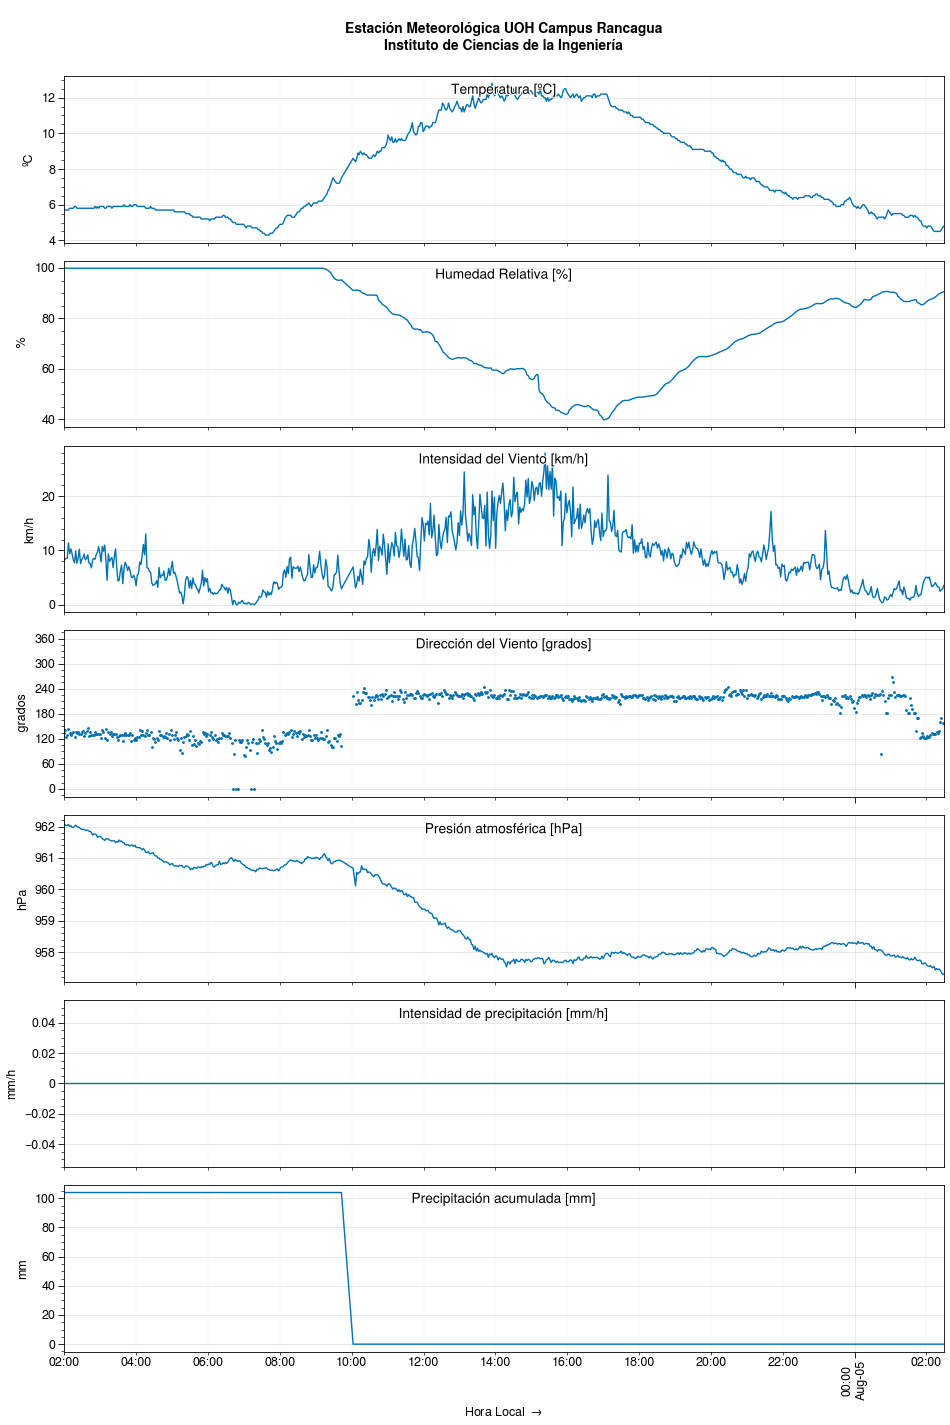 Estación Meteorológica UOH Campus Rancagua
Instituto de Ciencias de la Ingeniería
Temperatura [ºC]
12
10
8
6
4
ºC
Humedad Relativa [%]
100
80
60
40
%
Intensidad del Viento [km/h]
20
10
0
km/h
Dirección del Viento [grados]
360
300
240
180
120
60
0
grados
Presión atmosférica [hPa]
962
961
960
959
958
hPa
Intensidad de precipitación [mm/h]
0.04
0.02
0
−0.02
−0.04
mm/h
Precipitación acumulada [mm]
100
80
60
40
20
0
mm
02:00 04:00 06:00 08:00 10:00 12:00 14:00 16:00 18:00 20:00 22:00 00:00 02:00
Aug-05
Hora Local →